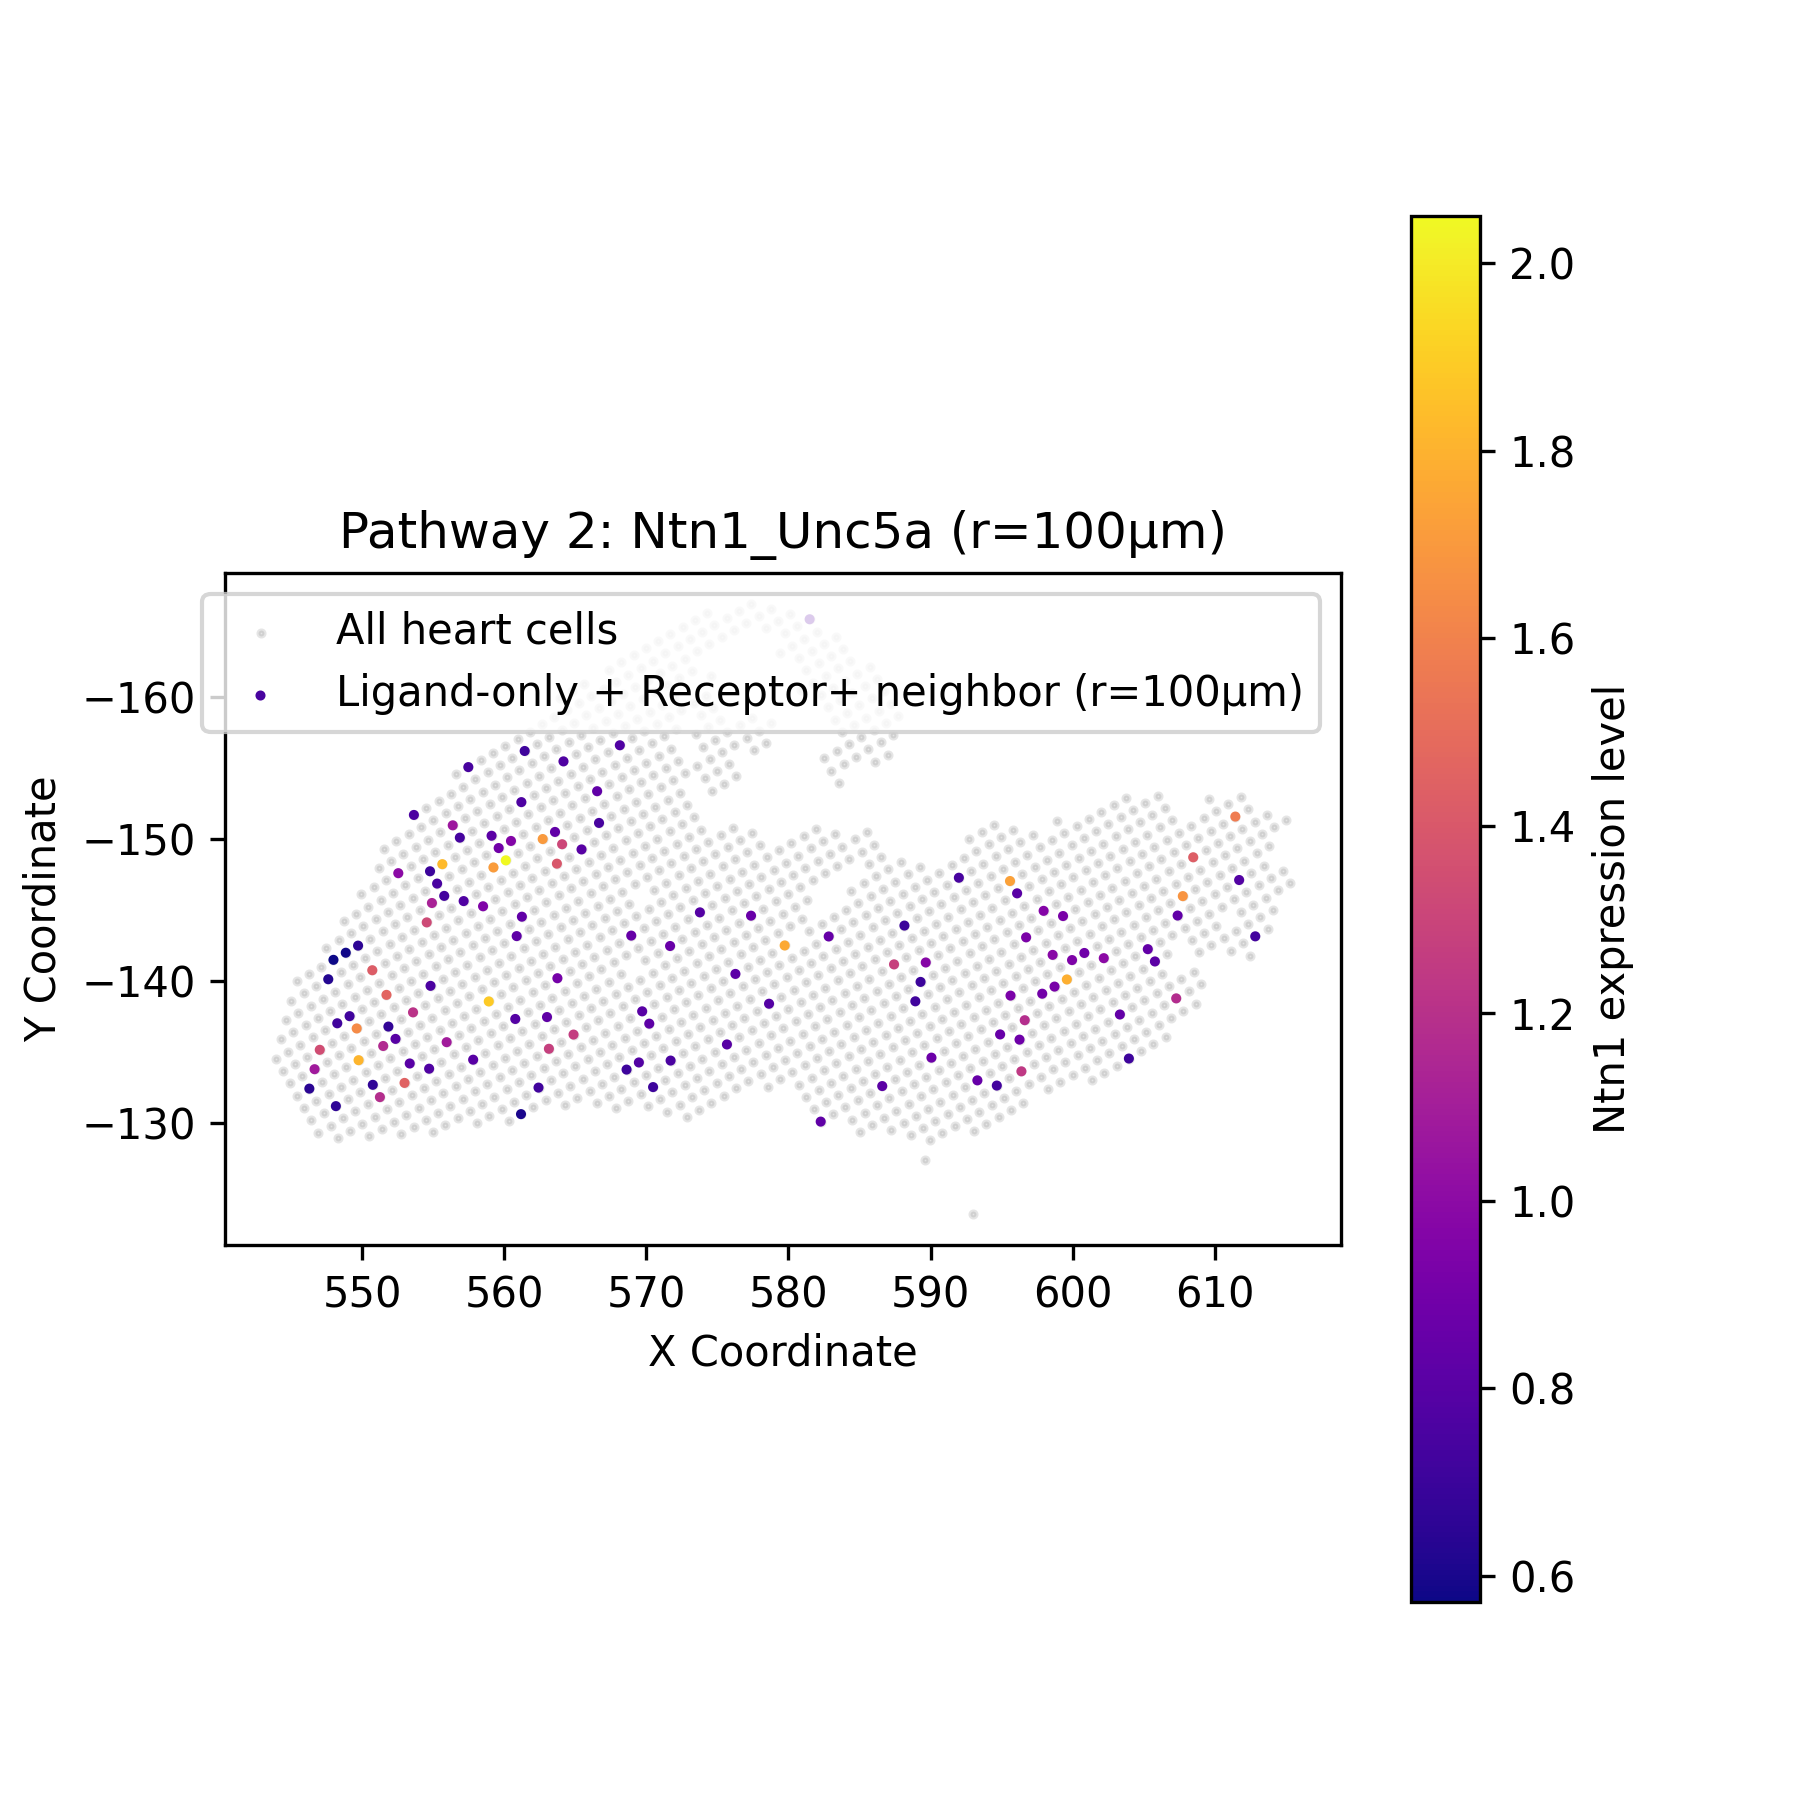 Pathway 2: Ntn1_Unc5a (r=100μm)
All heart cells
Ligand-only + Receptor+ neighbor (r=100μm)
−160
−150
−140
−130
Y Coordinate
550 560 570 580 590 600 610
X Coordinate
2.0
1.8
1.6
1.4
1.2
1.0
0.8
0.6
Ntn1 expression level